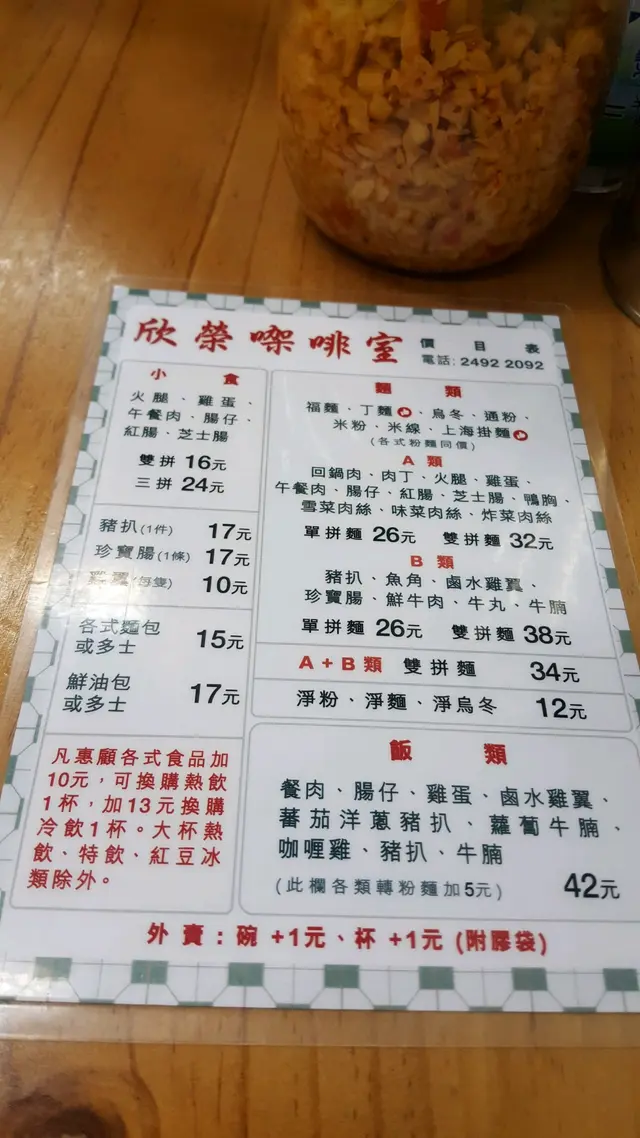 欣榮咖啡室
價目表
電話: 2492 2092
小食
火腿、雞蛋、
午餐肉、腸仔、
紅腸、芝士腸
雙拼 16元
三拼 24元
豬扒(1件) 17元
珍寶腸(1條) 17元
(每隻) 10元
各式麵包
或多士 15元
鮮油包
或多士 17元
凡惠顧各式食品加
10元，可換購熱飲
1杯，加13元換購
冷飲1杯。大杯熱
飲、特飲、紅豆冰
類除外。
麵類
福麵、丁麵、烏冬、通粉、
米粉、米線、上海掛麵
(各式粉麵同價)
A 類
回鍋肉、肉丁、火腿、雞蛋、
午餐肉、腸仔、紅腸、芝士腸、鴨胸、
雪菜肉絲、味菜肉絲、炸菜肉絲
單拼麵 26元 雙拼麵 32元
B 類
豬扒、魚角、鹵水雞翼、
珍寶腸、鮮牛肉、牛丸、牛腩
單拼麵 26元 雙拼麵 38元
A+B類 雙拼麵 34元
淨粉、淨麵、淨烏冬 12元
飯類
餐肉、腸仔、雞蛋、鹵水雞翼、
蕃茄洋蔥豬扒、蘿蔔牛腩、
咖喱雞、豬扒、牛腩
(此欄各類轉粉麵加5元) 42元
外賣：碗 +1元、杯 +1元 (附膠袋)